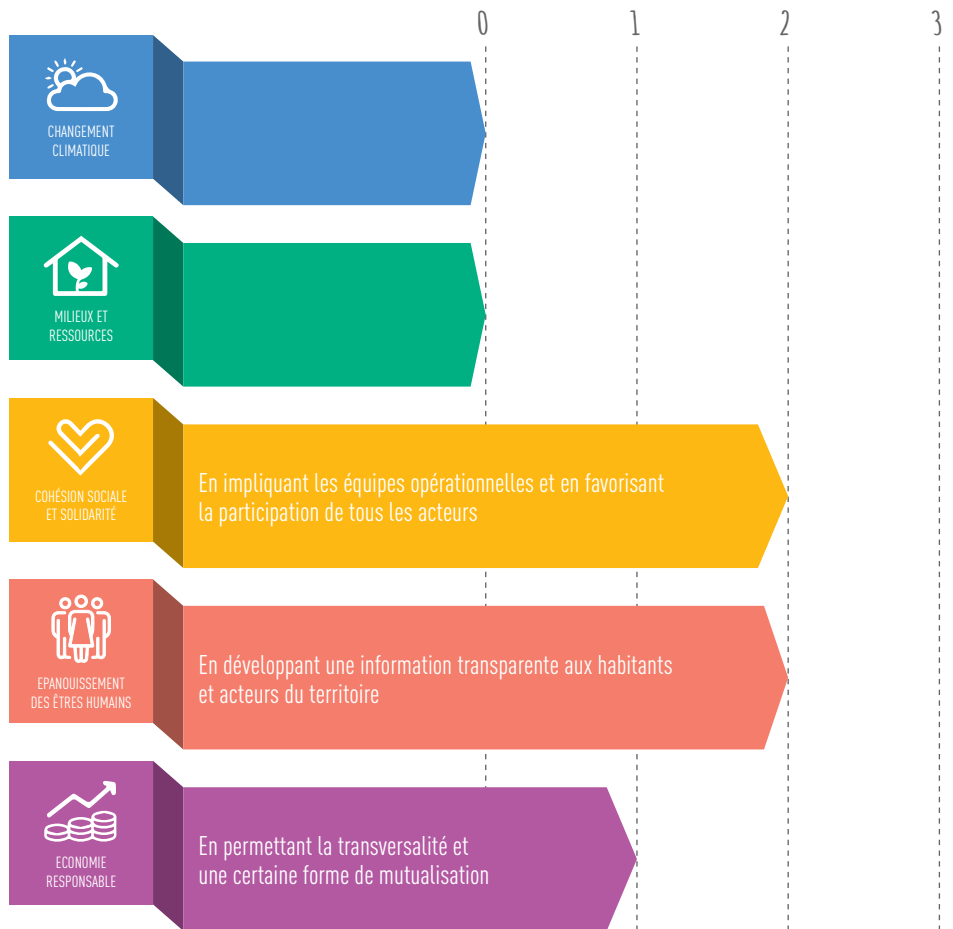 0 1 2 3
CHANGEMENT
CLIMATIQUE
MILIEUX ET
RESSOURCES
COHÉSION SOCIALE
ET SOLIDARITÉ
En impliquant les équipes opérationnelles et en favorisant
la participation de tous les acteurs
EPANOUISSEMENT
DES ÊTRES HUMAINS
En développant une information transparente aux habitants
et acteurs du territoire
ECONOMIE
RESPONSABLE
En permettant la transversalité et
une certaine forme de mutualisation